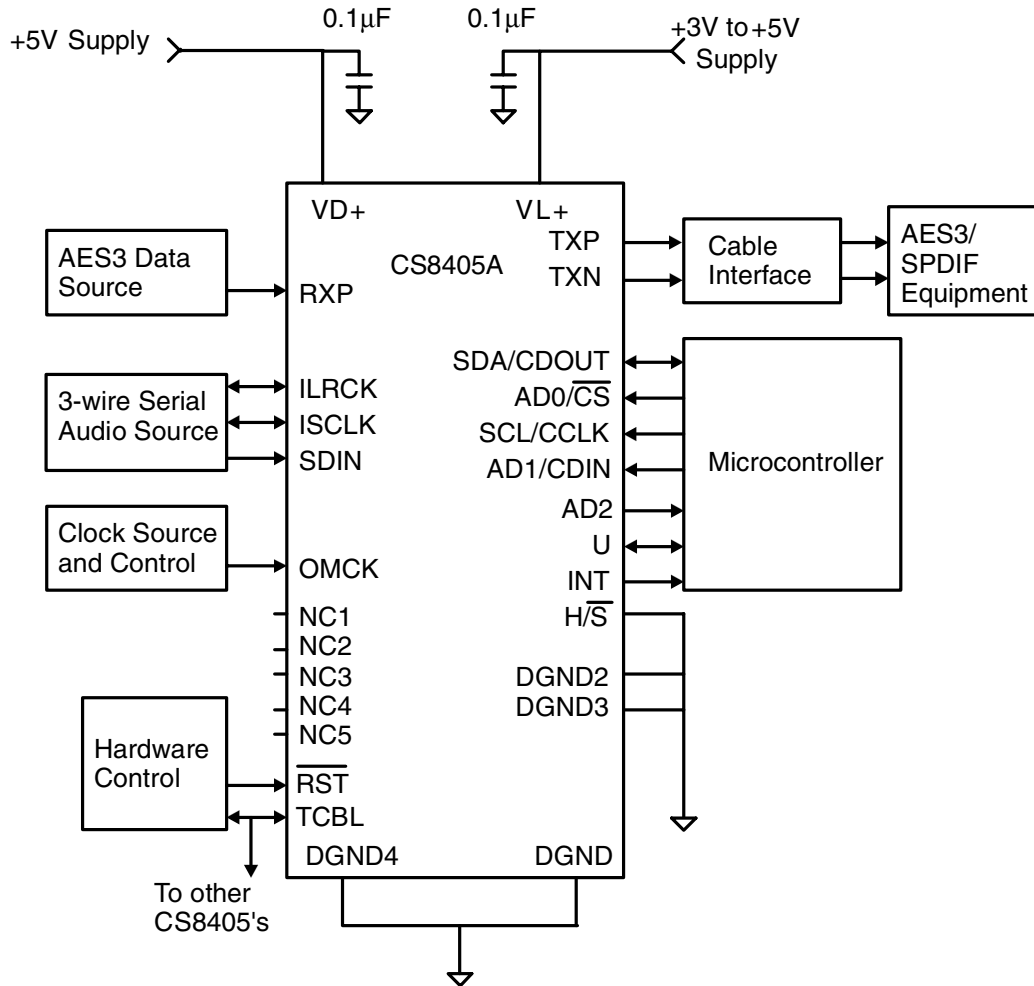 0.1μF
0.1μF
+5V Supply
+3V to+5V
Supply
VD+
VL+
CS8405A
TXP
TXN
Cable
Interface
AES3/
SPDIF
Equipment
AES3 Data
Source
RXP
3-wire Serial
Audio Source
ILRCK
ISCLK
SDIN
SDA/CDOUT
AD0/C̅S̅
SCL/CCLK
AD1/CDIN
AD2
U
INT
Microcontroller
Clock Source
and Control
OMCK
NC1
NC2
NC3
NC4
NC5
H/S̅
DGND2
DGND3
Hardware
Control
R̅S̅T̅
TCBL
DGND4
DGND
To other
CS8405's